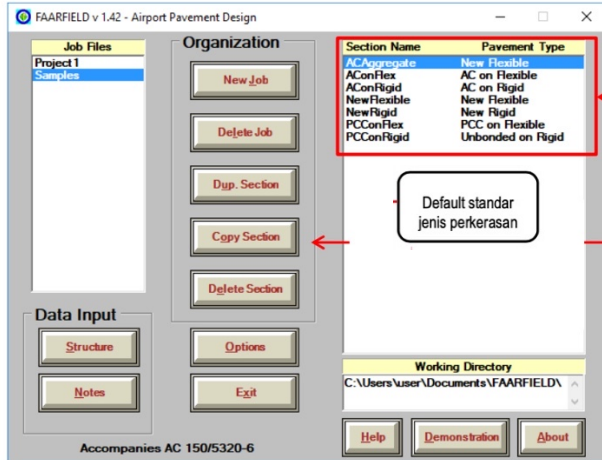 FAARFIELD v 1.42 - Airport Pavement Design
Job Files
Project1
Samples
Organization
New Job
Delete Job
Dup. Section
Copy Section
Delete Section
Section Name Pavement Type
ACAggregate New Flexible
AConFlex AC on Flexible
AConRigid AC on Rigid
NewFlexible New Flexible
NewRigid New Rigid
PCConFlex PCC on Flexible
PCConRigid Unbonded on Rigid
Default standar
jenis perkerasan
Data Input
Structure
Notes
Options
Exit
Working Directory
C:\Users\user\Documents\FAARFIELD\
Help
Demonstration
About
Accompanies AC 150/5320-6